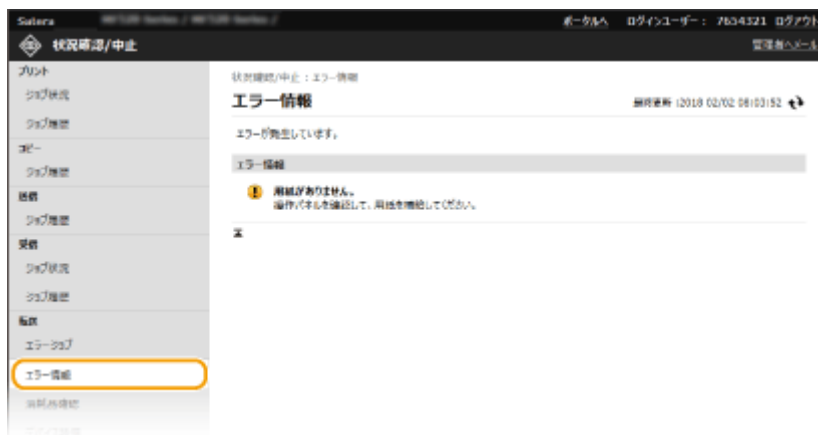 Satera
ポータルへ ログインユーザー： 7654321 ログアウト
状況確認/中止
管理者へメール
プリント
ジョブ状況
ジョブ履歴
コピー
ジョブ履歴
送信
ジョブ履歴
受信
ジョブ状況
ジョブ履歴
転送
エラージョブ
エラー情報
消耗品確認
状況確認/中止 : エラー情報
エラー情報
最終更新 :2018 02/02 08:03:52
エラーが発生しています。
エラー情報
用紙がありません。
操作パネルを確認して、用紙を補給してください。